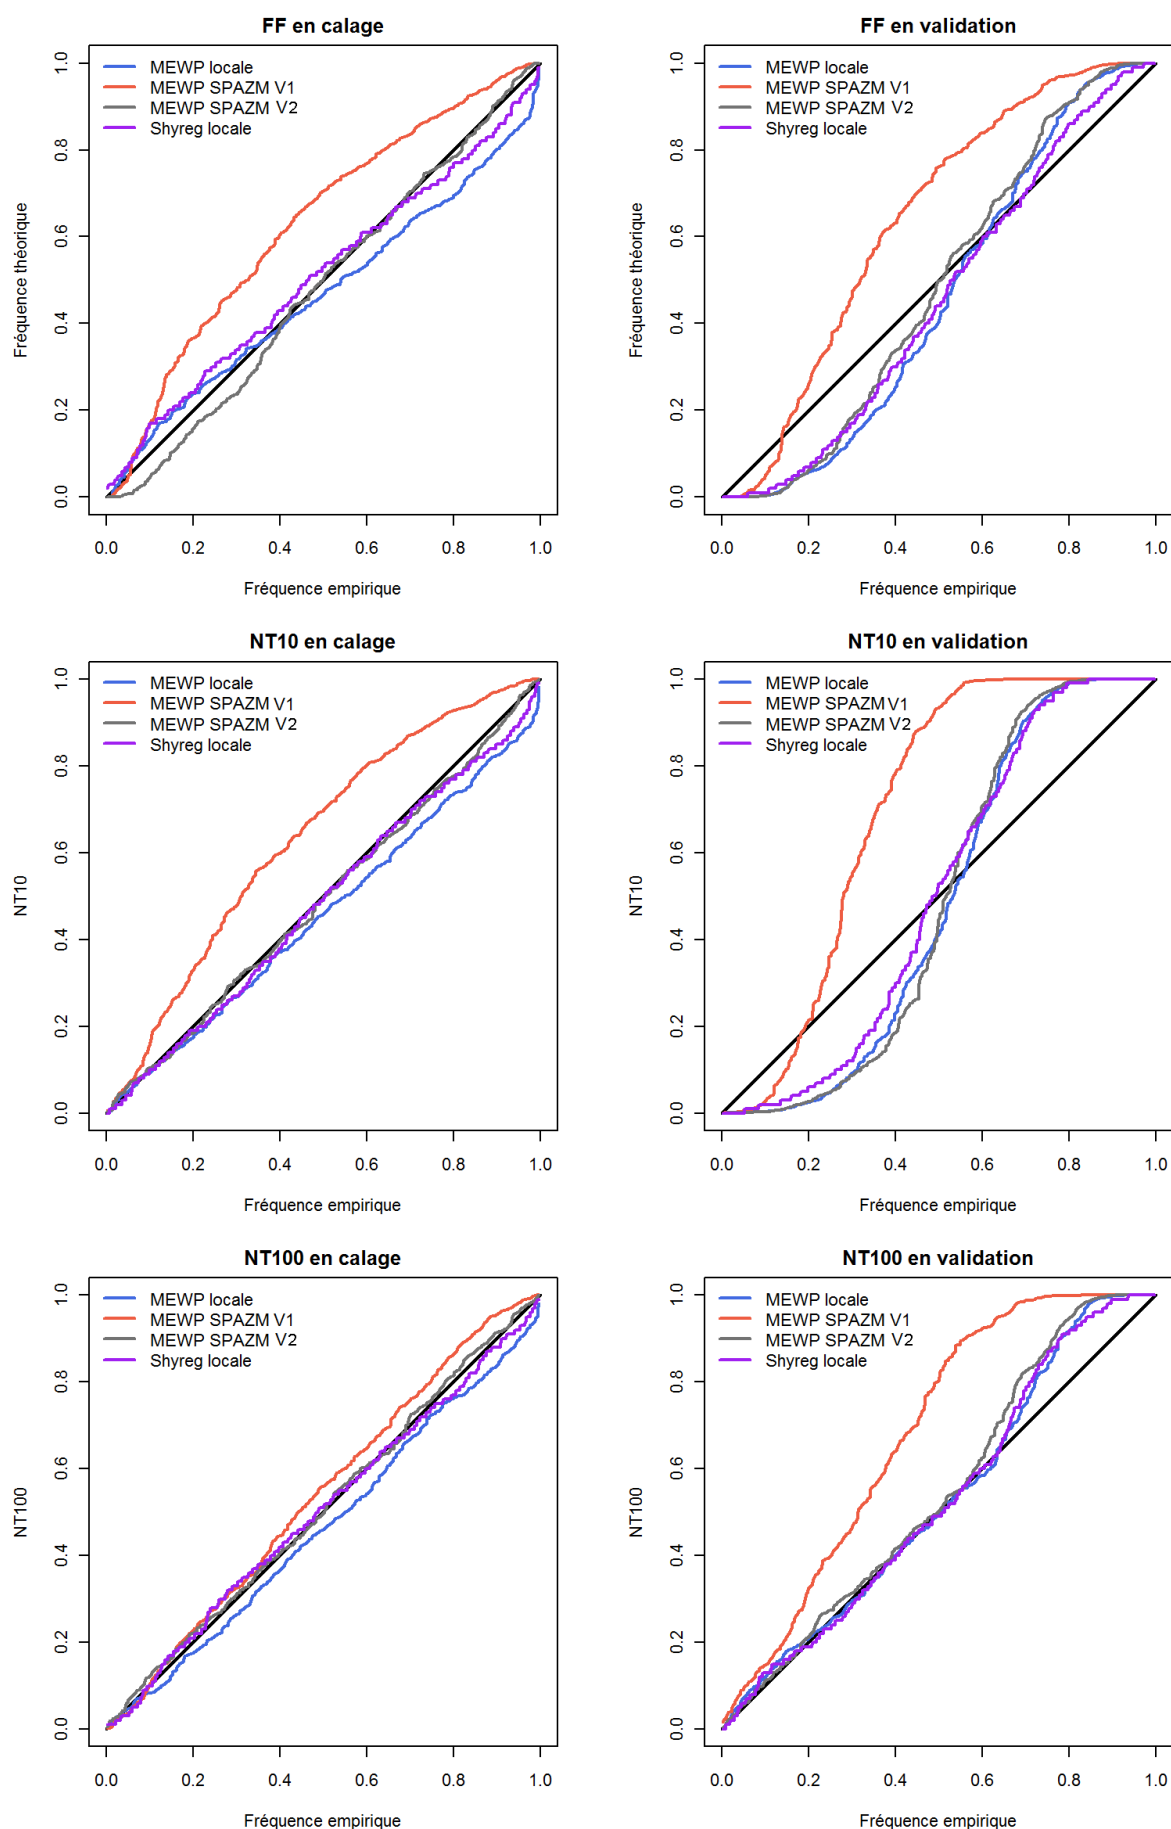 FF en calage
MEWP locale
MEWP SPAZM V1
MEWP SPAZM V2
Shyreg locale
Fréquence théorique
0.0 0.2 0.4 0.6 0.8 1.0
0.0 0.2 0.4 0.6 0.8 1.0
Fréquence empirique
FF en validation
MEWP locale
MEWP SPAZM V1
MEWP SPAZM V2
Shyreg locale
Fréquence théorique
0.0 0.2 0.4 0.6 0.8 1.0
0.0 0.2 0.4 0.6 0.8 1.0
Fréquence empirique
NT10 en calage
MEWP locale
MEWP SPAZM V1
MEWP SPAZM V2
Shyreg locale
NT10
0.0 0.2 0.4 0.6 0.8 1.0
0.0 0.2 0.4 0.6 0.8 1.0
Fréquence empirique
NT10 en validation
MEWP locale
MEWP SPAZM V1
MEWP SPAZM V2
Shyreg locale
NT10
0.0 0.2 0.4 0.6 0.8 1.0
0.0 0.2 0.4 0.6 0.8 1.0
Fréquence empirique
NT100 en calage
MEWP locale
MEWP SPAZM V1
MEWP SPAZM V2
Shyreg locale
NT100
0.0 0.2 0.4 0.6 0.8 1.0
0.0 0.2 0.4 0.6 0.8 1.0
Fréquence empirique
NT100 en validation
MEWP locale
MEWP SPAZM V1
MEWP SPAZM V2
Shyreg locale
NT100
0.0 0.2 0.4 0.6 0.8 1.0
0.0 0.2 0.4 0.6 0.8 1.0
Fréquence empirique